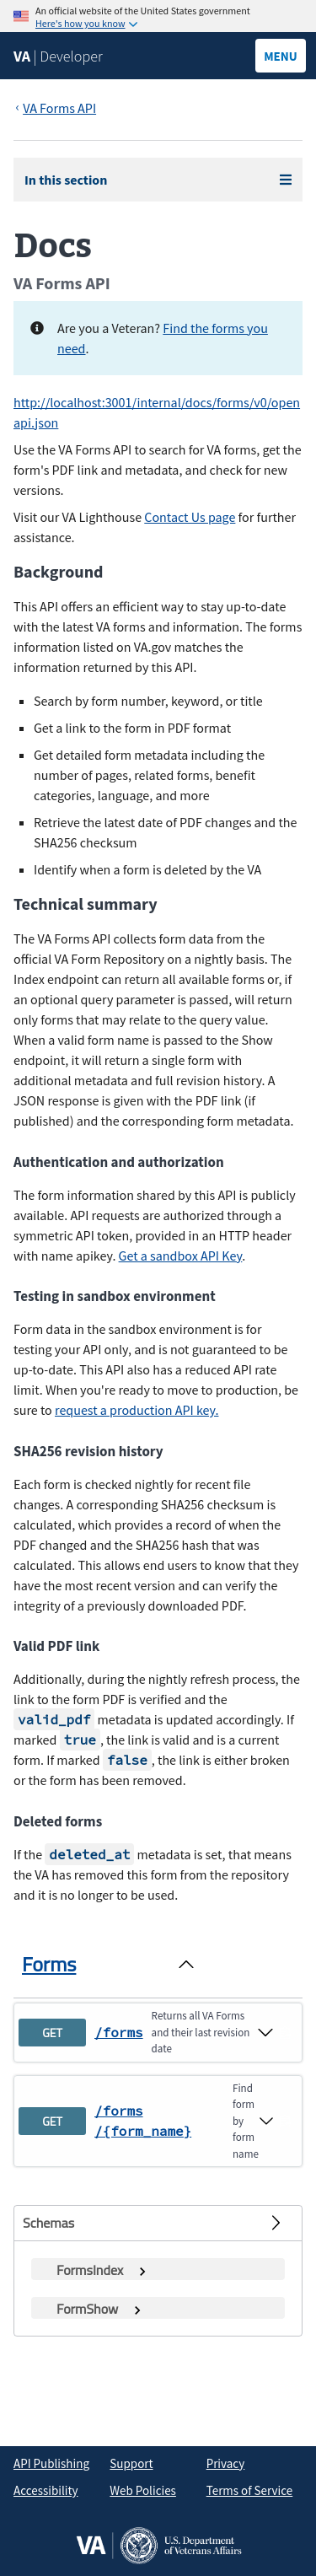 An official website of the United States government
Here's how you know
VA | Developer
MENU
‹ VA Forms API
In this section
Docs
VA Forms API
Are you a Veteran? Find the forms you
need.
http://localhost:3001/internal/docs/forms/v0/open
api.json
Use the VA Forms API to search for VA forms, get the
form's PDF link and metadata, and check for new
versions.
Visit our VA Lighthouse Contact Us page for further
assistance.
Background
This API offers an efficient way to stay up-to-date
with the latest VA forms and information. The forms
information listed on VA.gov matches the
information returned by this API.
Search by form number, keyword, or title
Get a link to the form in PDF format
Get detailed form metadata including the
number of pages, related forms, benefit
categories, language, and more
Retrieve the latest date of PDF changes and the
SHA256 checksum
Identify when a form is deleted by the VA
Technical summary
The VA Forms API collects form data from the
official VA Form Repository on a nightly basis. The
Index endpoint can return all available forms or, if
an optional query parameter is passed, will return
only forms that may relate to the query value.
When a valid form name is passed to the Show
endpoint, it will return a single form with
additional metadata and full revision history. A
JSON response is given with the PDF link (if
published) and the corresponding form metadata.
Authentication and authorization
The form information shared by this API is publicly
available. API requests are authorized through a
symmetric API token, provided in an HTTP header
with name apikey. Get a sandbox API Key.
Testing in sandbox environment
Form data in the sandbox environment is for
testing your API only, and is not guaranteed to be
up-to-date. This API also has a reduced API rate
limit. When you're ready to move to production, be
sure to request a production API key.
SHA256 revision history
Each form is checked nightly for recent file
changes. A corresponding SHA256 checksum is
calculated, which provides a record of when the
PDF changed and the SHA256 hash that was
calculated. This allows end users to know that they
have the most recent version and can verify the
integrity of a previously downloaded PDF.
Valid PDF link
Additionally, during the nightly refresh process, the
link to the form PDF is verified and the
valid_pdf metadata is updated accordingly. If
marked true, the link is valid and is a current
form. If marked false, the link is either broken
or the form has been removed.
Deleted forms
If the deleted_at metadata is set, that means
the VA has removed this form from the repository
and it is no longer to be used.
Forms
GET /forms Returns all VA Forms
and their last revision
date
GET /forms
/{form_name} Find
form
by
form
name
Schemas
FormsIndex
FormShow
API Publishing Support Privacy
Accessibility Web Policies Terms of Service
VA | U.S. Department
of Veterans Affairs